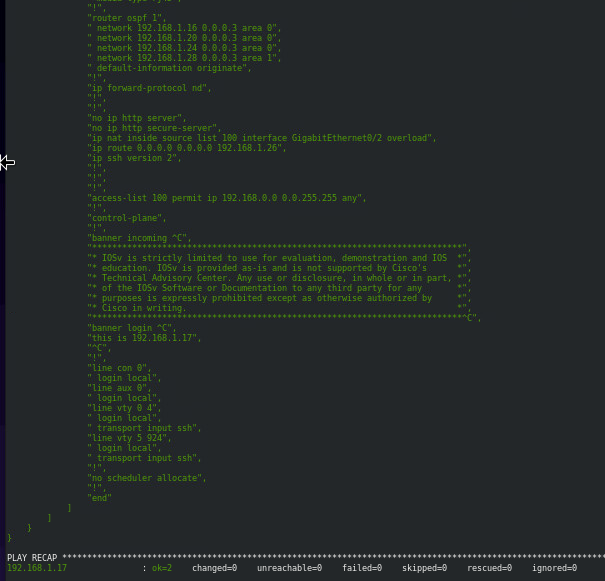 "!",
"router ospf 1",
" network 192.168.1.16 0.0.0.3 area 0",
" network 192.168.1.20 0.0.0.3 area 0",
" network 192.168.1.24 0.0.0.3 area 0",
" network 192.168.1.28 0.0.0.3 area 1",
" default-information originate",
"!",
"ip forward-protocol nd",
"!",
"!",
"no ip http server",
"no ip http secure-server",
"ip nat inside source list 100 interface GigabitEthernet0/2 overload",
"ip route 0.0.0.0 0.0.0.0 192.168.1.26",
"ip ssh version 2",
"!",
"!",
"!",
"access-list 100 permit ip 192.168.0.0 0.0.255.255 any",
"!",
"control-plane",
"!",
"banner incoming ^C",
"**************************************************************************",
"* IOSv is strictly limited to use for evaluation, demonstration and IOS  *",
"* education. IOSv is provided as-is and is not supported by Cisco's      *",
"* Technical Advisory Center. Any use or disclosure, in whole or in part, *",
"* of the IOSv Software or Documentation to any third party for any       *",
"* purposes is expressly prohibited except as otherwise authorized by     *",
"* Cisco in writing.                                                      *",
"**************************************************************************^C",
"banner login ^C",
"this is 192.168.1.17",
"^C",
"!",
"line con 0",
" login local",
"line aux 0",
" login local",
"line vty 0 4",
" login local",
" transport input ssh",
"line vty 5 924",
" login local",
" transport input ssh",
"!",
"no scheduler allocate",
"!",
"end"
]
]
}
}
PLAY RECAP *************************************************************************************************************
192.168.1.17 : ok=2 changed=0 unreachable=0 failed=0 skipped=0 rescued=0 ignored=0